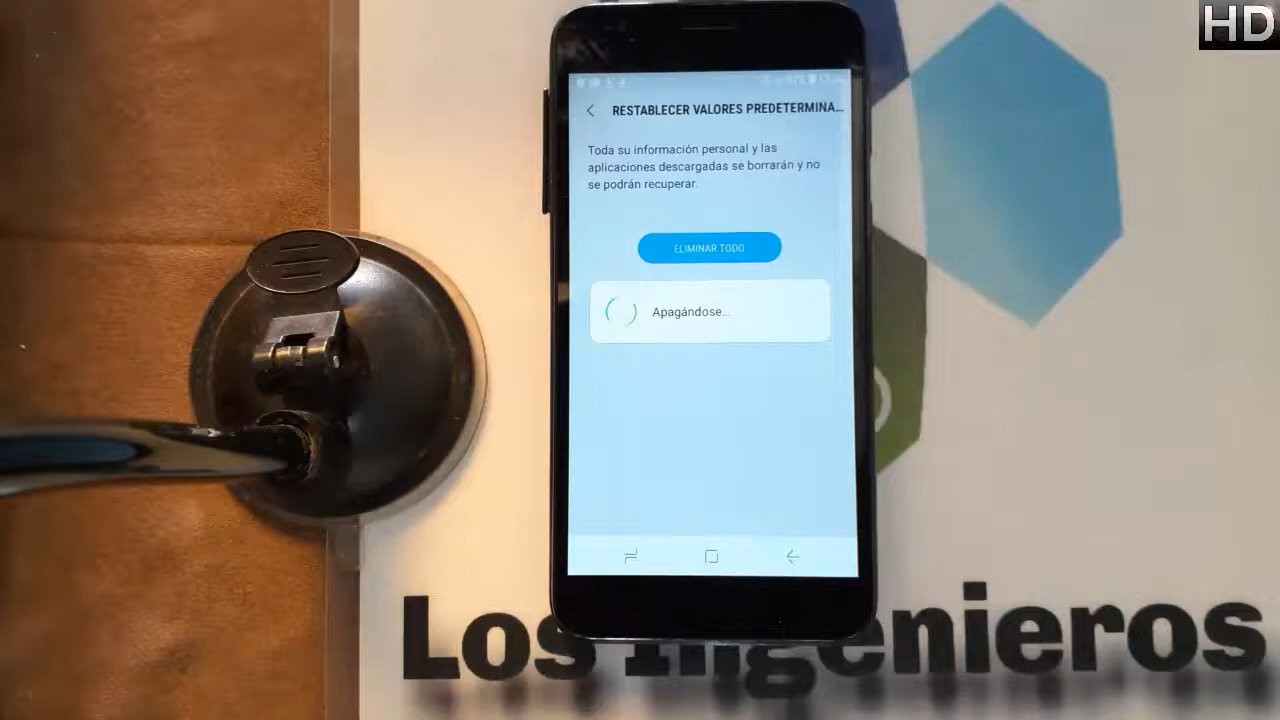 HD
RESTABLECER VALORES PREDETERMINA...
Toda su información personal y las
aplicaciones descargadas se borrarán y no
se podrán recuperar.
ELIMINAR TODO
Apagándose...
Los Ingenieros